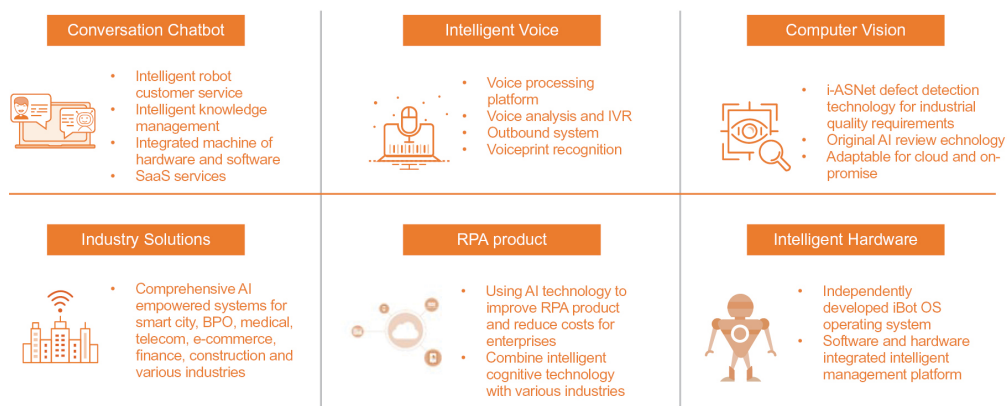 Conversation Chatbot
Intelligent robot
customer service
Intelligent knowledge
management
Integrated machine of
hardware and software
SaaS services
Intelligent Voice
Voice processing
platform
Voice analysis and IVR
Outbound system
Voiceprint recognition
Computer Vision
i-ASNet defect detection
technology for industrial
quality requirements
Original AI review echnology
Adaptable for cloud and on-
promise
Industry Solutions
Comprehensive AI
empowered systems for
smart city, BPO, medical,
telecom, e-commerce,
finance, construction and
various industries
RPA product
Using AI technology to
improve RPA product
and reduce costs for
enterprises
Combine intelligent
cognitive technology
with various industries
Intelligent Hardware
Independently
developed iBot OS
operating system
Software and hardware
integrated intelligent
management platform